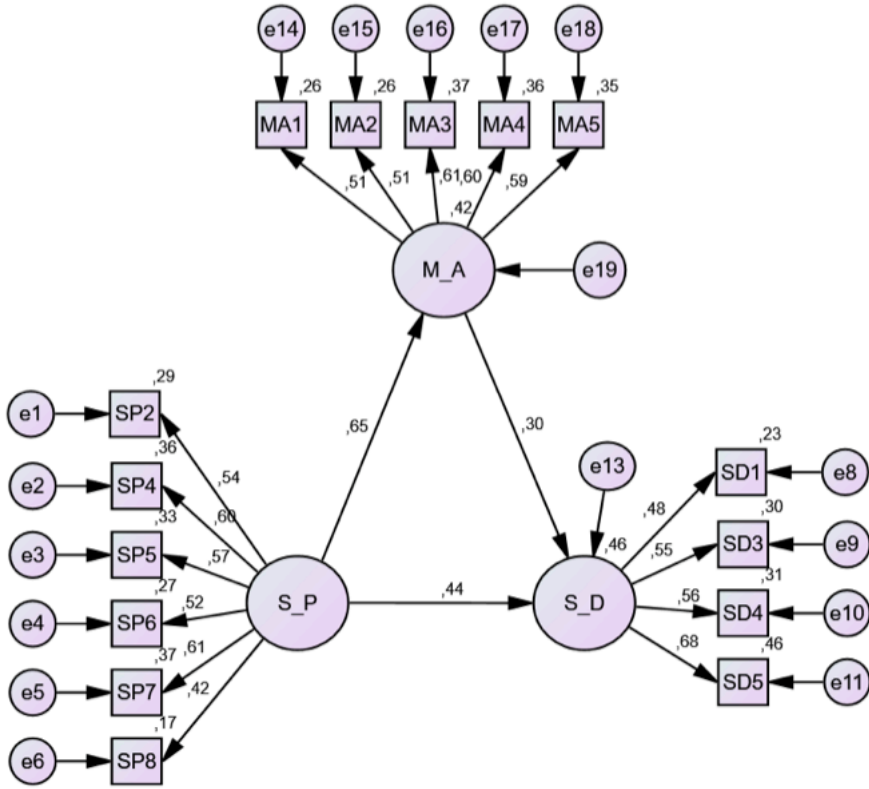 e14 e15 e16 e17 e18
,26 ,26 ,37 ,36 ,35
MA1 MA2 MA3 MA4 MA5
,51 ,51 ,61 ,60 ,59
,42
M_A e19
,29
e1 SP2
,65 ,30
,36
e2 SP4
,54
,60
,33
e3 SP5
,57
,27
e4 SP6
,52
,61
,37
e5 SP7
,42
,17
e6 SP8
S_P
,44
e13
,46
S_D
,23
SD1 e8
,48
,30
SD3 e9
,55
,31
SD4 e10
,56
,46
SD5 e11
,68